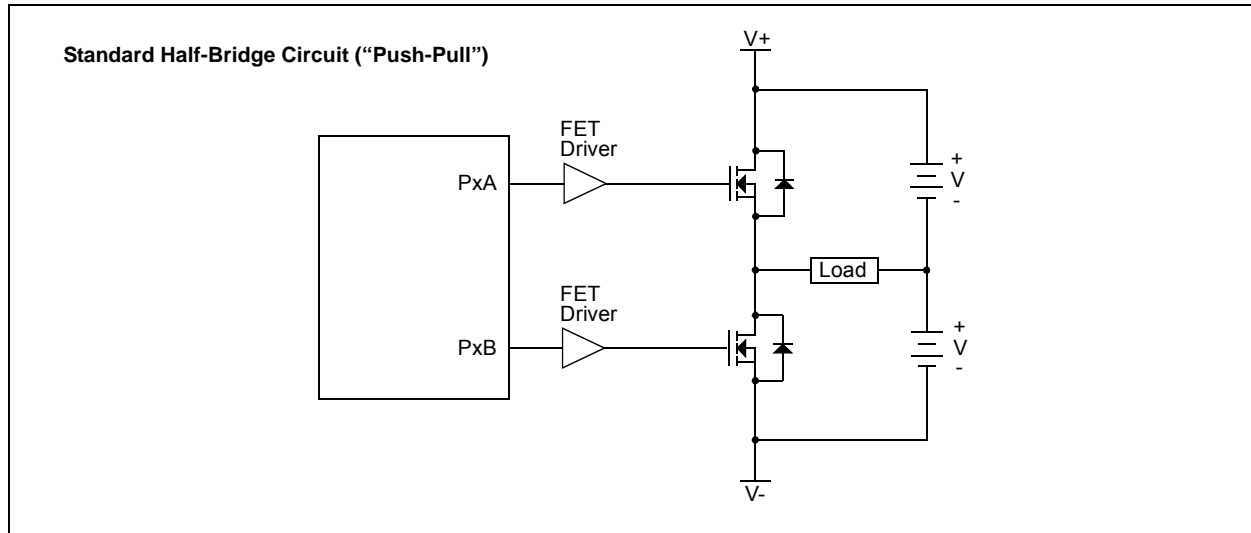 Standard Half-Bridge Circuit (“Push-Pull”)
V+
FET
Driver
PxA
+
V
-
Load
FET
Driver
PxB
+
V
-
V-